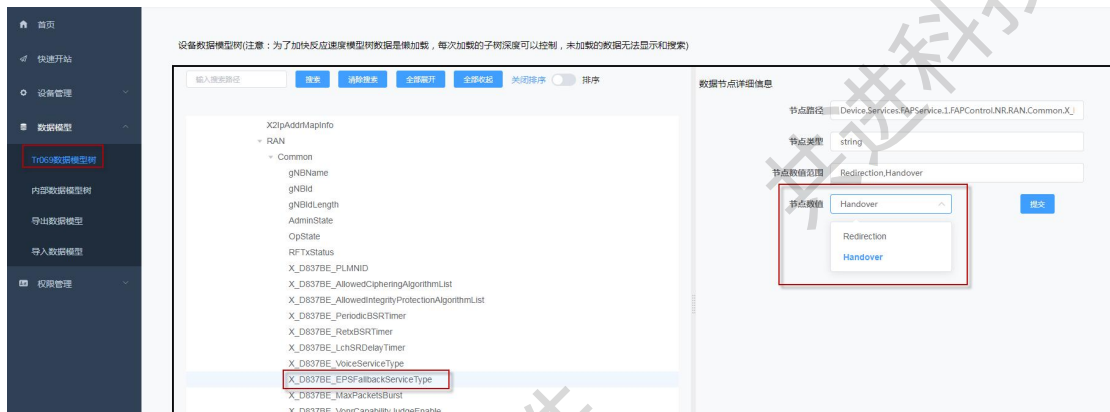 首页
快速开站
设备管理
数据模型
Tr069数据模型树
内部数据模型树
导出数据模型
导入数据模型
权限管理
设备数据模型树(注意：为了加快反应速度模型树数据是懒加载，每次加载的子树深度可以控制，未加载的数据无法显示和搜索)
输入搜索路径 搜索 清除搜索 全部展开 全部收起 关闭排序 排序
X2IpAddrMapInfo
RAN
Common
gNBName
gNBId
gNBIdLength
AdminState
OpState
RFTxStatus
X_D837BE_PLMNID
X_D837BE_AllowedCipheringAlgorithmList
X_D837BE_AllowedIntegrityProtectionAlgorithmList
X_D837BE_PeriodicBSRTimer
X_D837BE_RetxBSRTimer
X_D837BE_LchSRDelayTimer
X_D837BE_VoiceServiceType
X_D837BE_EPSFallbackServiceType
X_D837BE_MaxPacketsBurst
X_D837BE_VonrCapabilityJudgeEnable
数据节点详细信息
节点路径 Device.Services.FAPService.1.FAPControl.NR.RAN.Common.X_
节点类型 string
节点数值范围 Redirection,Handover
节点数值 Handover 提交
Redirection
Handover
共进科技